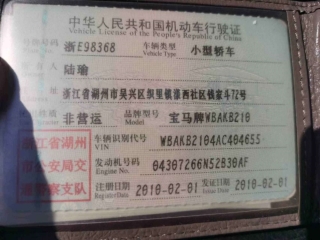 中华人民共和国机动车行驶证
Vehicle License of the People's Republic of China
浙E98368 车辆类型 Vehicle Type 小型轿车
陆瑜
浙江省湖州市吴兴区织里镇漾西社区镇家斗72号
非营运 品牌型号 Model 宝马牌WBAKB210
浙江省湖州 车辆识别代号 VIN WBAKB2104AC404655
市公安局交 发动机号码 Engine No. 04307266N52B30AF
通警察支队 注册日期 Register Date 2010-02-01 发证日期 Issue Date 2010-02-01